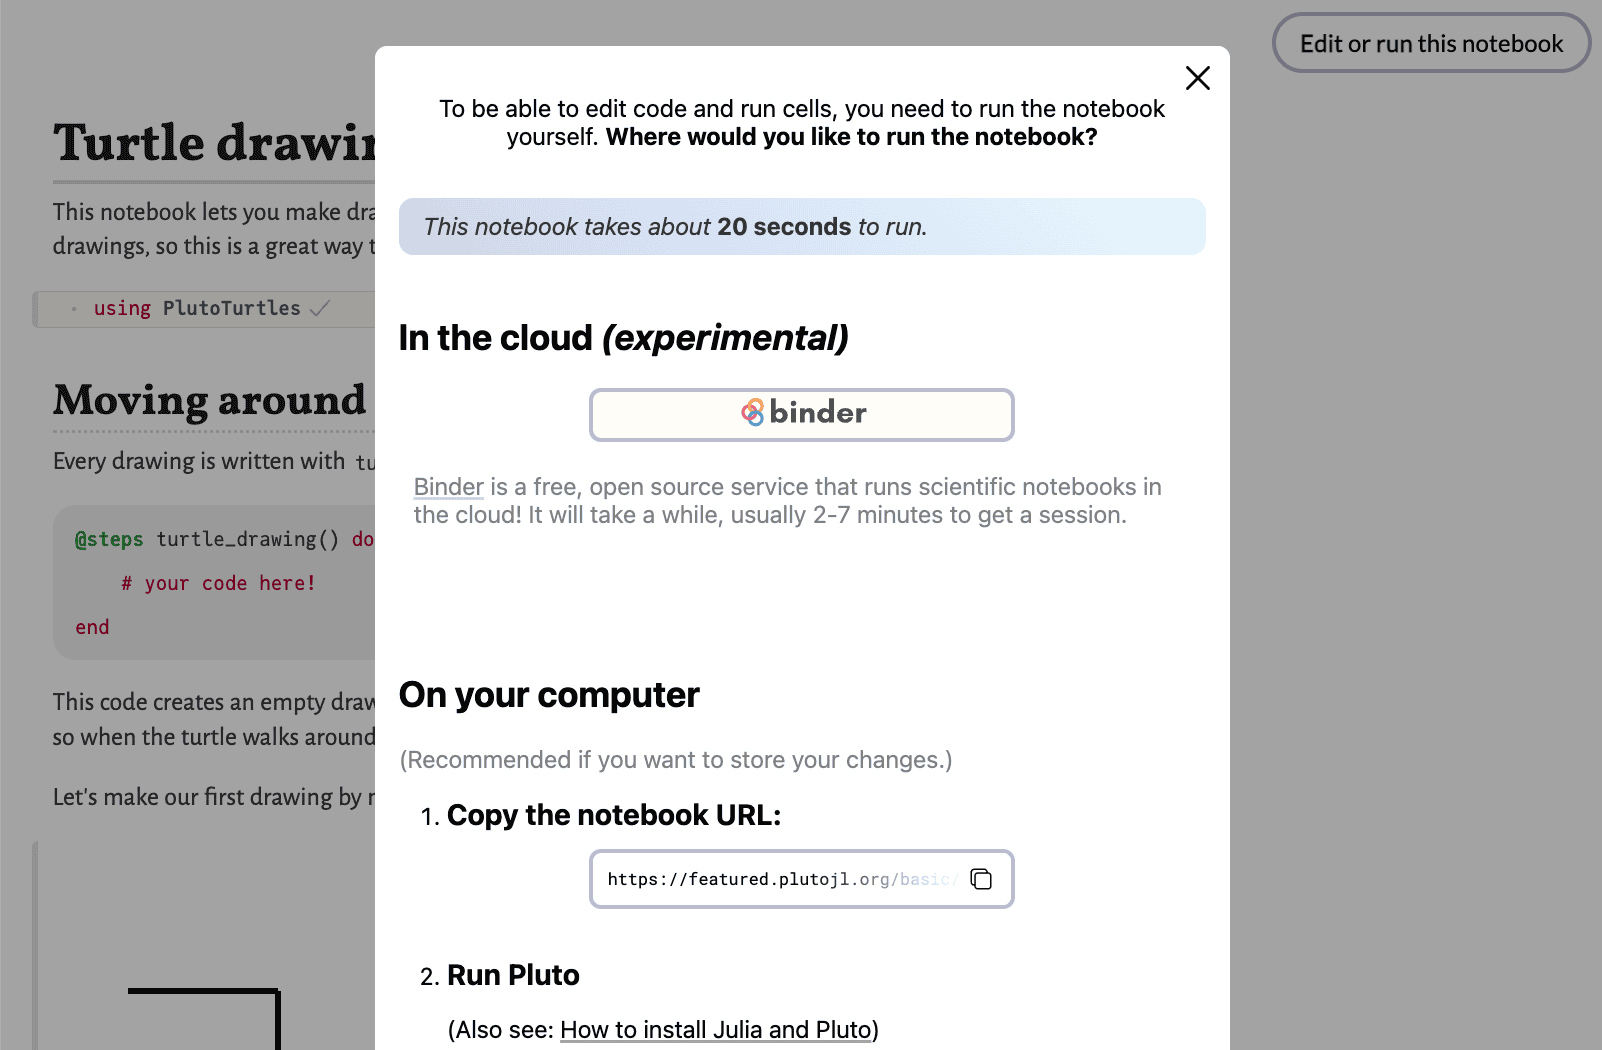 Edit or run this notebook
To be able to edit code and run cells, you need to run the notebook
yourself. Where would you like to run the notebook?
This notebook takes about 20 seconds to run.
In the cloud (experimental)
binder
Binder is a free, open source service that runs scientific notebooks in
the cloud! It will take a while, usually 2-7 minutes to get a session.
On your computer
(Recommended if you want to store your changes.)
1. Copy the notebook URL:
https://featured.plutojl.org/basic/
2. Run Pluto
(Also see: How to install Julia and Pluto)
Turtle
This notebook lets you make
drawings, so this is a great way
using PlutoTurtles
Moving around
Every drawing is written with
@steps turtle_drawing() do
# your code here!
end
This code creates an empty
so when the turtle walks around
Let's make our first drawing by